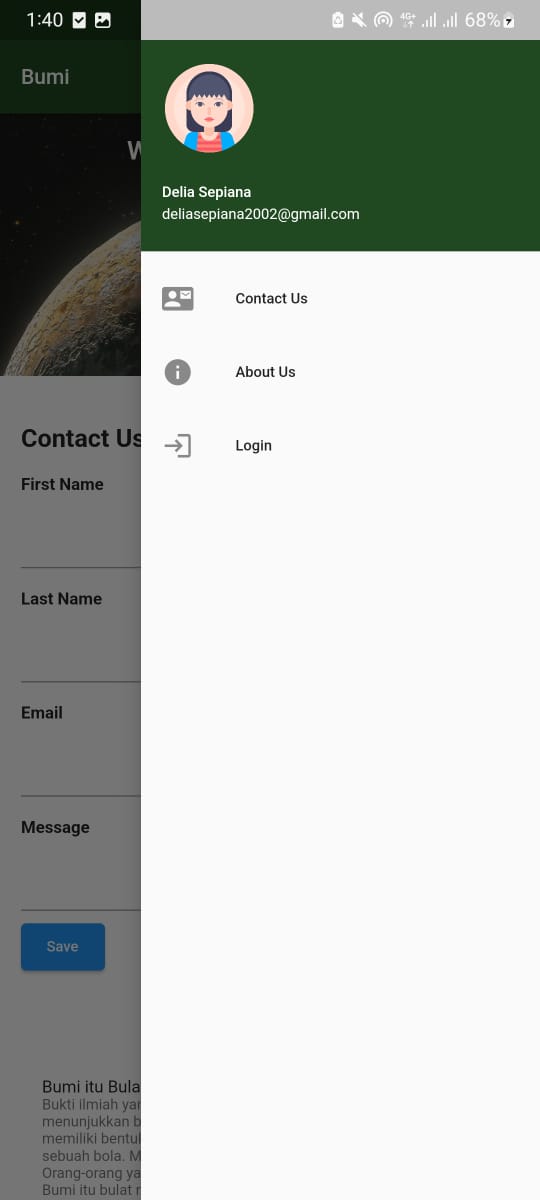 1:40
4G+
68%
Bumi
W
Delia Sepiana
deliasepiana2002@gmail.com
Contact Us
About Us
Login
Contact Us
First Name
Last Name
Email
Message
Save
Bumi itu Bula
Bukti ilmiah yan
menunjukkan b
memiliki bentuk
sebuah bola. M
Orang-orang ya
Bumi itu bulat